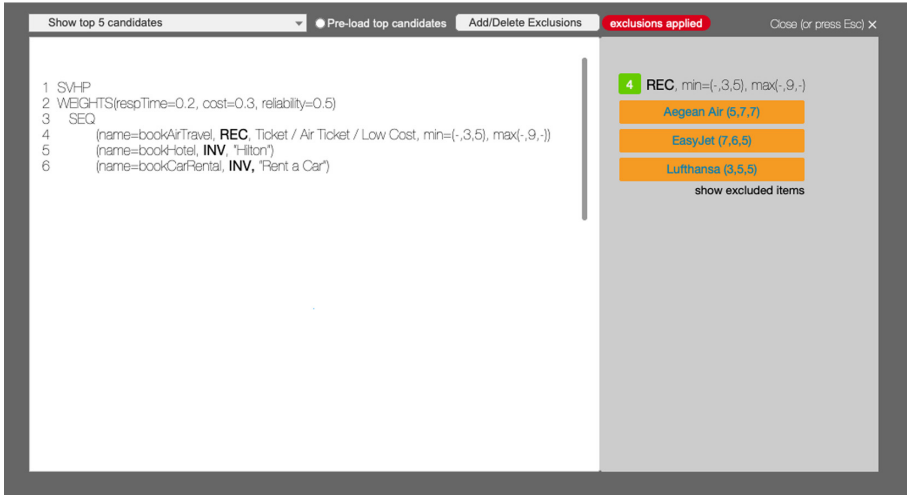 Show top 5 candidates
Pre-load top candidates
Add/Delete Exclusions
exclusions applied
Close (or press Esc) ×
1 SVHP
2 WEIGHTS(respTime=0.2, cost=0.3, reliability=0.5)
3 SEQ
4 (name=bookAirTravel, REC, Ticket / Air Ticket / Low Cost, min=(-,3,5), max(-,9,-))
5 (name=bookHotel, INV, "Hilton")
6 (name=bookCarRental, INV, "Rent a Car")
4 REC, min=(-,3,5), max(-,9,-)
Aegean Air (5,7,7)
EasyJet (7,6,5)
Lufthansa (3,5,5)
show excluded items